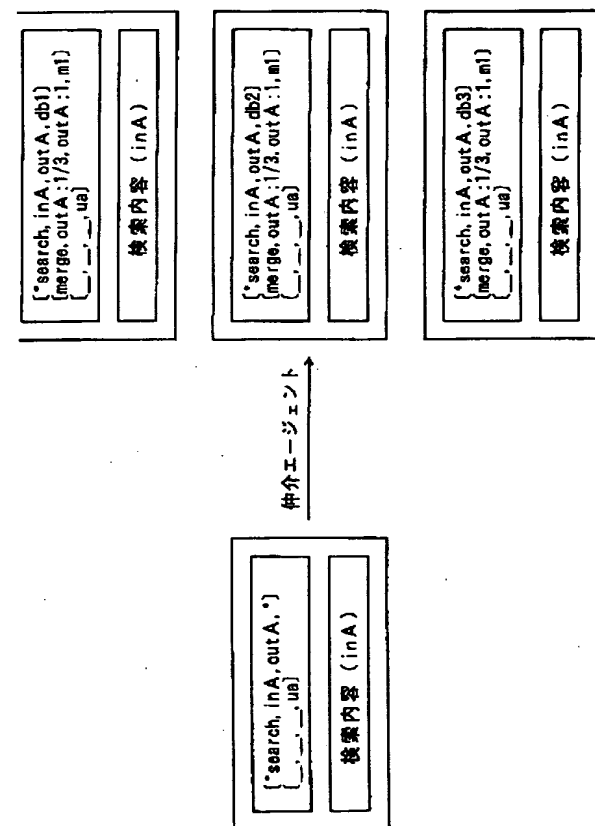 [*search, inA, outA, *]
[＿, ＿, ＿, ua]
検索内容 (inA)
仲介エージェント
[*search, inA, outA, db1]
[merge, outA:1/3, outA:1, m1]
[＿, ＿, ＿, ua]
検索内容 (inA)
[*search, inA, outA, db2]
[merge, outA:1/3, outA:1, m1]
[＿, ＿, ＿, ua]
検索内容 (inA)
[*search, inA, outA, db3]
[merge, outA:1/3, outA:1, m1]
[＿, ＿, ＿, ua]
検索内容 (inA)